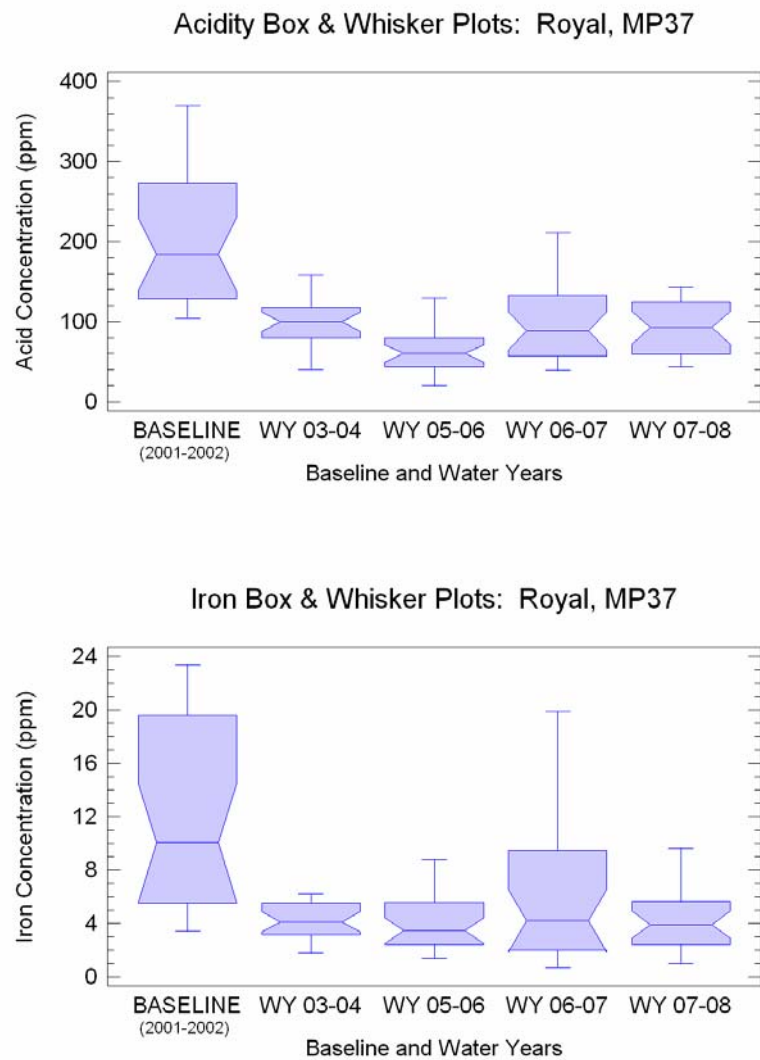 Acidity Box & Whisker Plots: Royal, MP37
Acid Concentration (ppm)
400
300
200
100
0
BASELINE WY 03-04 WY 05-06 WY 06-07 WY 07-08
(2001-2002)
Baseline and Water Years
Iron Box & Whisker Plots: Royal, MP37
Iron Concentration (ppm)
24
20
16
12
8
4
0
BASELINE WY 03-04 WY 05-06 WY 06-07 WY 07-08
(2001-2002)
Baseline and Water Years